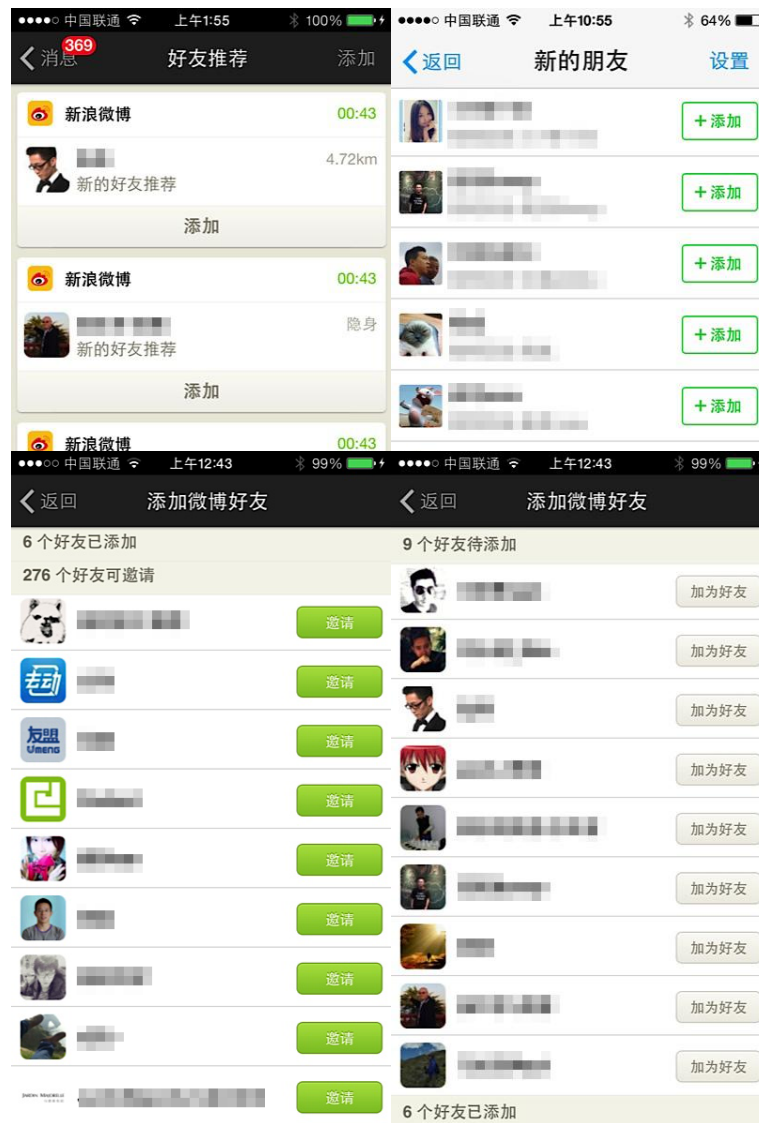 中国联通 上午1:55 100%
消息 369 好友推荐 添加
新浪微博 00:43
4.72km
新的好友推荐
添加
新浪微博 00:43
隐身
新的好友推荐
添加
新浪微博 00:43
中国联通 上午10:55 64%
返回 新的朋友 设置
+添加
+添加
+添加
+添加
+添加
中国联通 上午12:43 99%
返回 添加微博好友
6 个好友已添加
276 个好友可邀请
邀请
去动 邀请
友盟 Umeng 邀请
邀请
邀请
邀请
邀请
邀请
邀请
中国联通 上午12:43 99%
返回 添加微博好友
9 个好友待添加
加为好友
加为好友
加为好友
加为好友
加为好友
加为好友
加为好友
加为好友
加为好友
6 个好友已添加